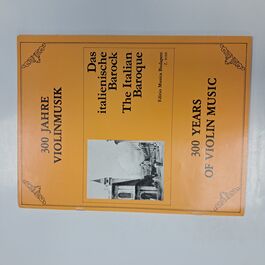 300 JAHRE
VIOLINMUSIK
Das
italienische
Barock
The Italian
Baroque
Editio Musica Budapest
300 YEARS
OF VIOLIN MUSIC